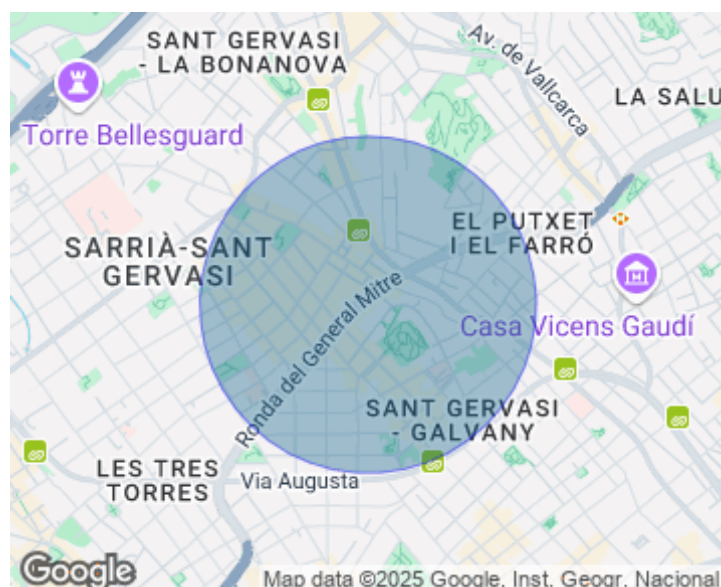 SANT GERVASI
- LA BONANOVA
Av. de Vallcarca
LA SALU
Torre Bellesguard
EL PUTXET
I EL FARRÓ
SARRIÀ-SANT
GERVASI
Ronda del General Mitre
Casa Vicens Gaudí
SANT GERVASI
- GALVANY
LES TRES
TORRES
Via Augusta
Google
Map data ©2025 Google, Inst. Geogr. Nacional